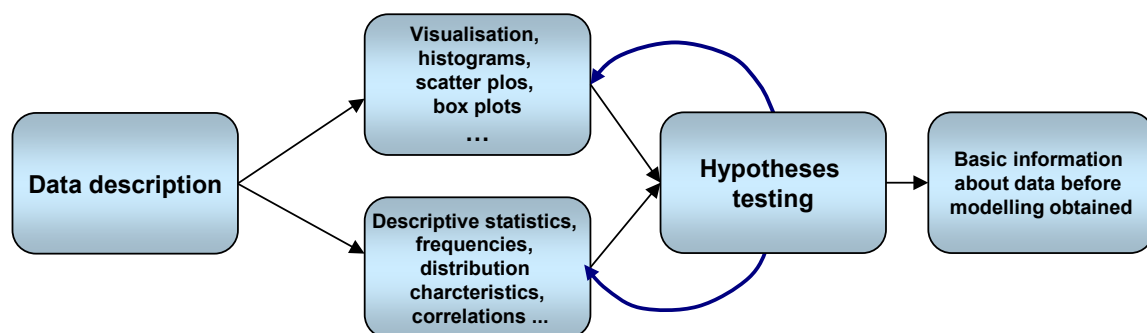 Data description
Visualisation,
histograms,
scatter plos,
box plots
...
Descriptive statistics,
frequencies,
distribution
charcteristics,
correlations ...
Hypotheses
testing
Basic information
about data before
modelling obtained